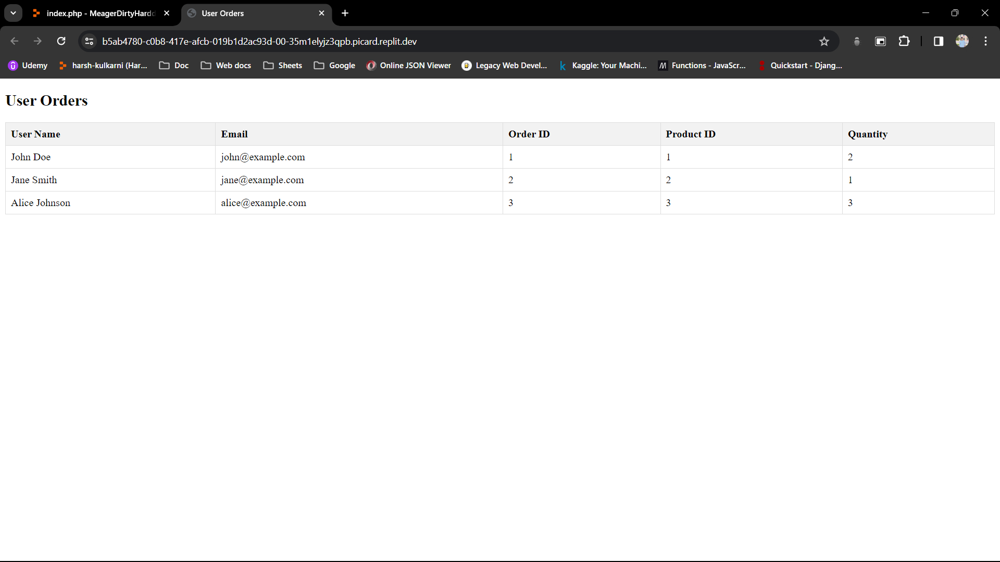 index.php - MeagerDirtyHardd
User Orders
b5ab4780-c0b8-417e-afcb-019b1d2ac93d-00-35m1elyjz3qpb.picard.replit.dev
Udemy harsh-kulkarni (Har... Doc Web docs Sheets Google Online JSON Viewer Legacy Web Devel... Kaggle: Your Machi... Functions - JavaScr... Quickstart - Djang...
User Orders
User Name Email Order ID Product ID Quantity
John Doe john@example.com 1 1 2
Jane Smith jane@example.com 2 2 1
Alice Johnson alice@example.com 3 3 3